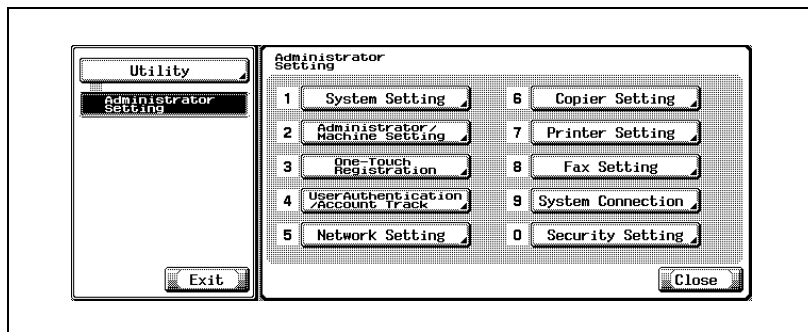 Utility
Administrator
Setting
Exit
Administrator
Setting
1 System Setting
2 Administrator/
Machine Setting
3 One-Touch
Registration
4 UserAuthentication
/Account Track
5 Network Setting
6 Copier Setting
7 Printer Setting
8 Fax Setting
9 System Connection
0 Security Setting
Close